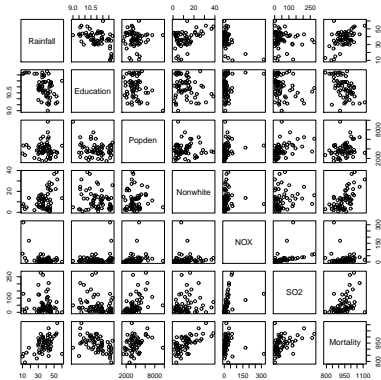 9.0 10.5 0 20 40 0 100 250
Rainfall 10 30 50
9.0 10.5 Education
Popden 2000 8000
0 20 40 Nonwhite
NOX 0 150 300
0 100 250 SO2
Mortality 800 950
10 30 50 2000 8000 0 150 300 800 950 1100